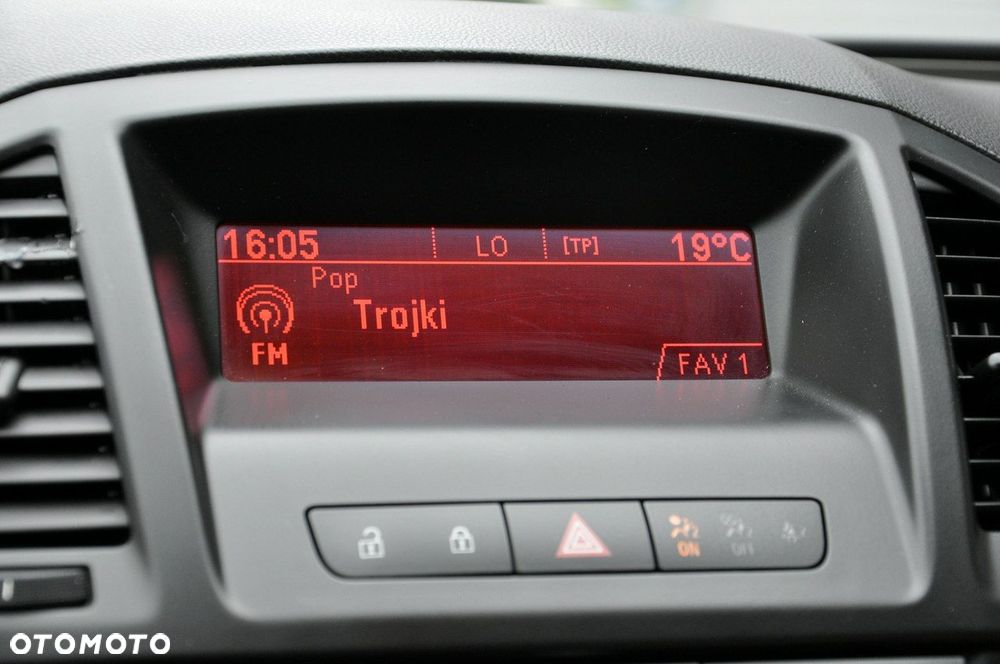 16:05 LO [TP] 19°C
Pop
Trojki
FM
FAV 1
ON OFF
OTOMOTO